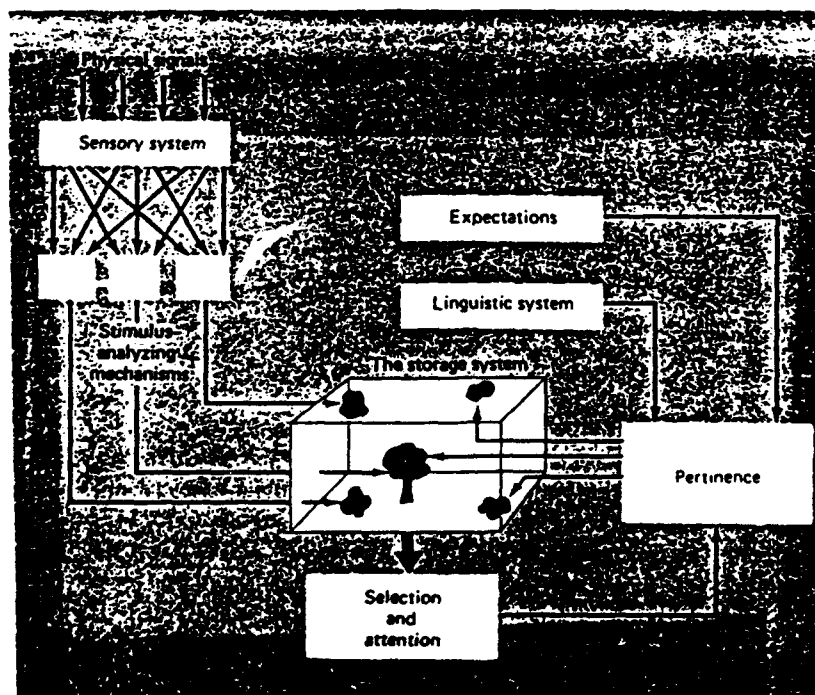 Physical signals
Sensory system
Expectations
Linguistic system
Stimulus-
analyzing
mechanisms
The storage system
Pertinence
Selection
and
attention